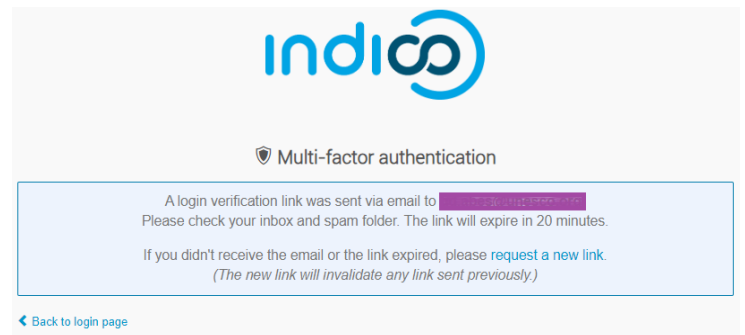 indico
Multi-factor authentication
A login verification link was sent via email to
Please check your inbox and spam folder. The link will expire in 20 minutes.
If you didn't receive the email or the link expired, please request a new link.
(The new link will invalidate any link sent previously.)
Back to login page